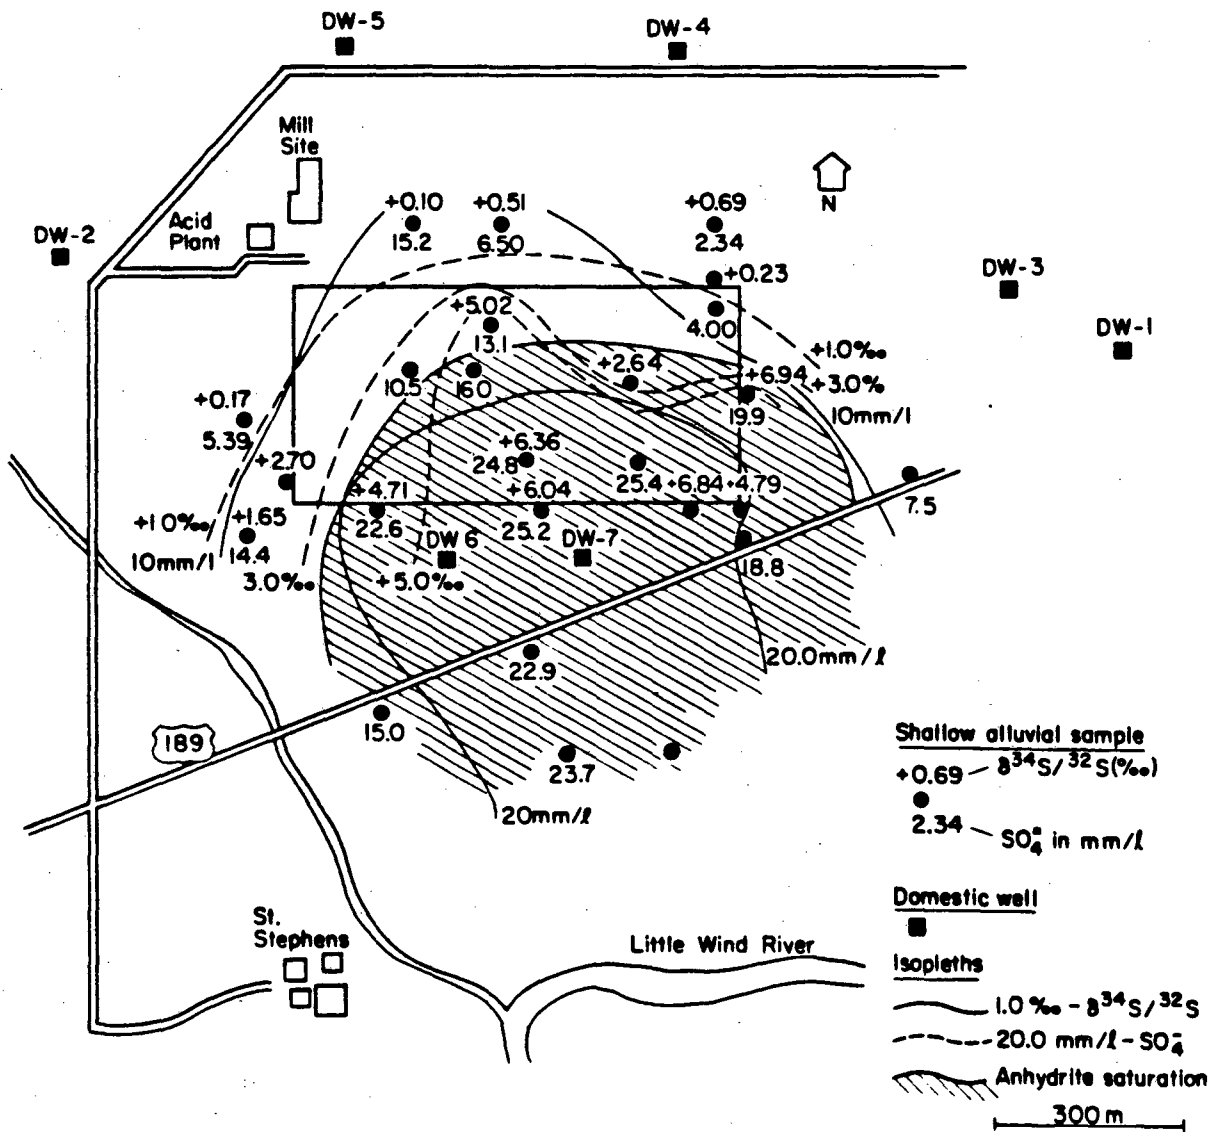 DW-5
DW-4
Mill
Site
Acid
Plant
DW-2
N
DW-3
DW-1
+0.10
15.2
+0.51
6.50
+0.69
2.34
+0.23
4.00
+5.02
13.1
10.5
16.0
+2.64
+6.94
19.9
+1.0‰
+3.0‰
10mm/l
+0.17
5.39
+2.70
+6.36
24.8
25.4
+6.84
+4.79
+4.71
22.6
+6.04
25.2
7.5
+1.0‰
10mm/l
+1.65
14.4
3.0‰
DW 6
+5.0‰
DW-7
18.8
22.9
20.0mm/l
15.0
189
23.7
20mm/l
Shallow alluvial sample
+0.69 δ³⁴S/³²S(‰)
2.34 SO₄⁼ in mm/l
Domestic well
Isopleths
1.0 ‰ - δ³⁴S/³²S
20.0 mm/l - SO₄⁼
Anhydrite saturation
300 m
St.
Stephens
Little Wind River